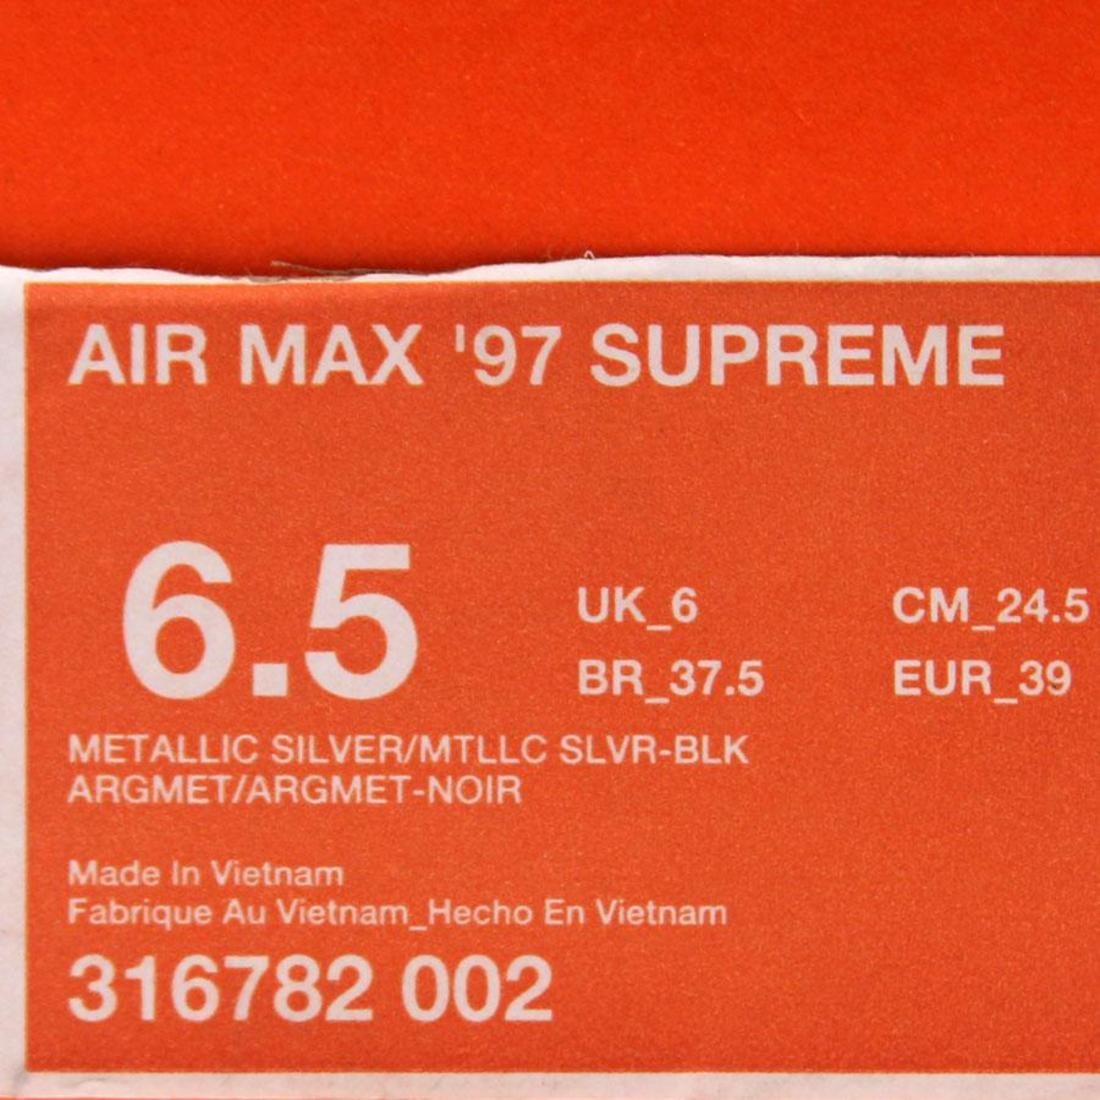 AIR MAX '97 SUPREME
6.5
UK_6 CM_24.5
BR_37.5 EUR_39
METALLIC SILVER/MTLLC SLVR-BLK
ARGMET/ARGMET-NOIR
Made In Vietnam
Fabrique Au Vietnam_Hecho En Vietnam
316782 002